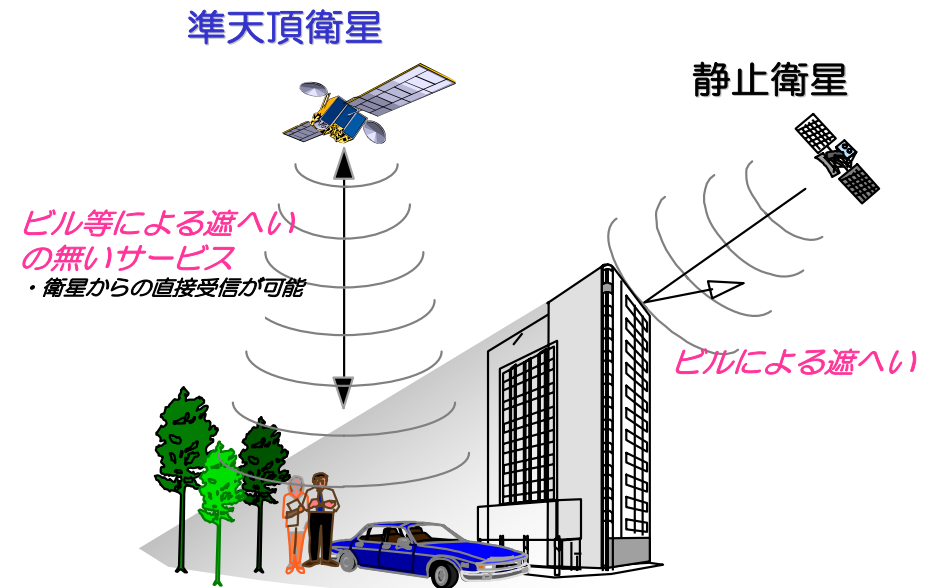 準天頂衛星
静止衛星
ビル等による遮へい
の無いサービス
・衛星からの直接受信が可能
ビルによる遮へい